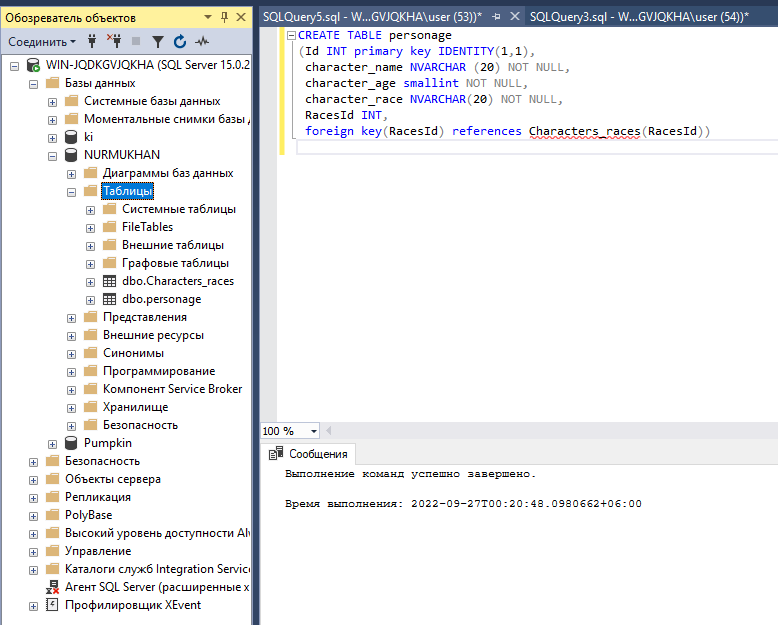 Обозреватель объектов
Соединить
WIN-JQDKGVJQKHA (SQL Server 15.0.2
Базы данных
Системные базы данных
Моментальные снимки базы
ki
NURMUKHAN
Диаграммы баз данных
Таблицы
Системные таблицы
FileTables
Внешние таблицы
Графовые таблицы
dbo.Characters_races
dbo.personage
Представления
Внешние ресурсы
Синонимы
Программирование
Компонент Service Broker
Хранилище
Безопасность
Pumpkin
Безопасность
Объекты сервера
Репликация
PolyBase
Высокий уровень доступности Al
Управление
Каталоги служб Integration Service
Агент SQL Server (расширенные х
Профилировщик XEvent
SQLQuery5.sql - W...GVJQKHA\user (53))*
SQLQuery3.sql - W...GVJQKHA\user (54))*
CREATE TABLE personage
(Id INT primary key IDENTITY(1,1),
character_name NVARCHAR (20) NOT NULL,
character_age smallint NOT NULL,
character_race NVARCHAR(20) NOT NULL,
RacesId INT,
foreign key(RacesId) references Characters_races(RacesId))
100 %
Сообщения
Выполнение команд успешно завершено.
Время выполнения: 2022-09-27T00:20:48.0980662+06:00